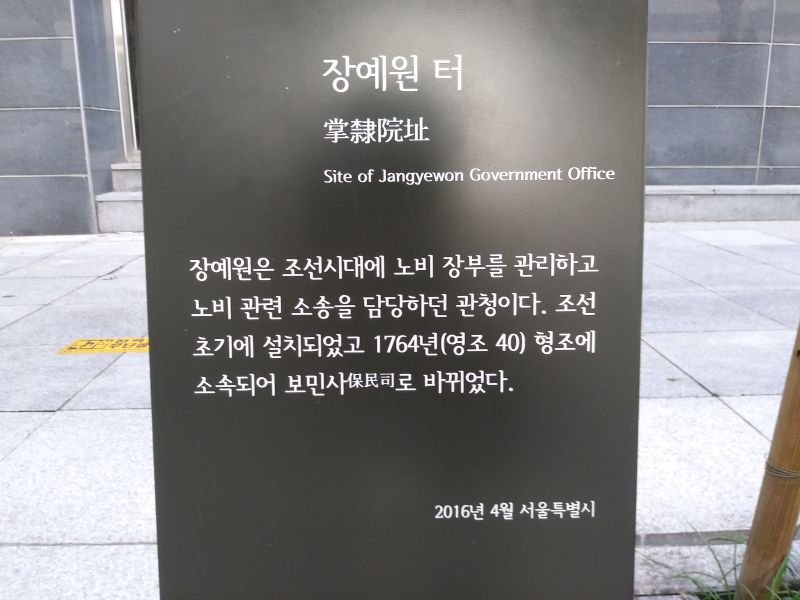 장예원 터
掌隷院址
Site of Jangyewon Government Office
장예원은 조선시대에 노비 장부를 관리하고
노비 관련 소송을 담당하던 관청이다. 조선
초기에 설치되었고 1764년(영조 40) 형조에
소속되어 보민사保民司로 바뀌었다.
2016년 4월 서울특별시